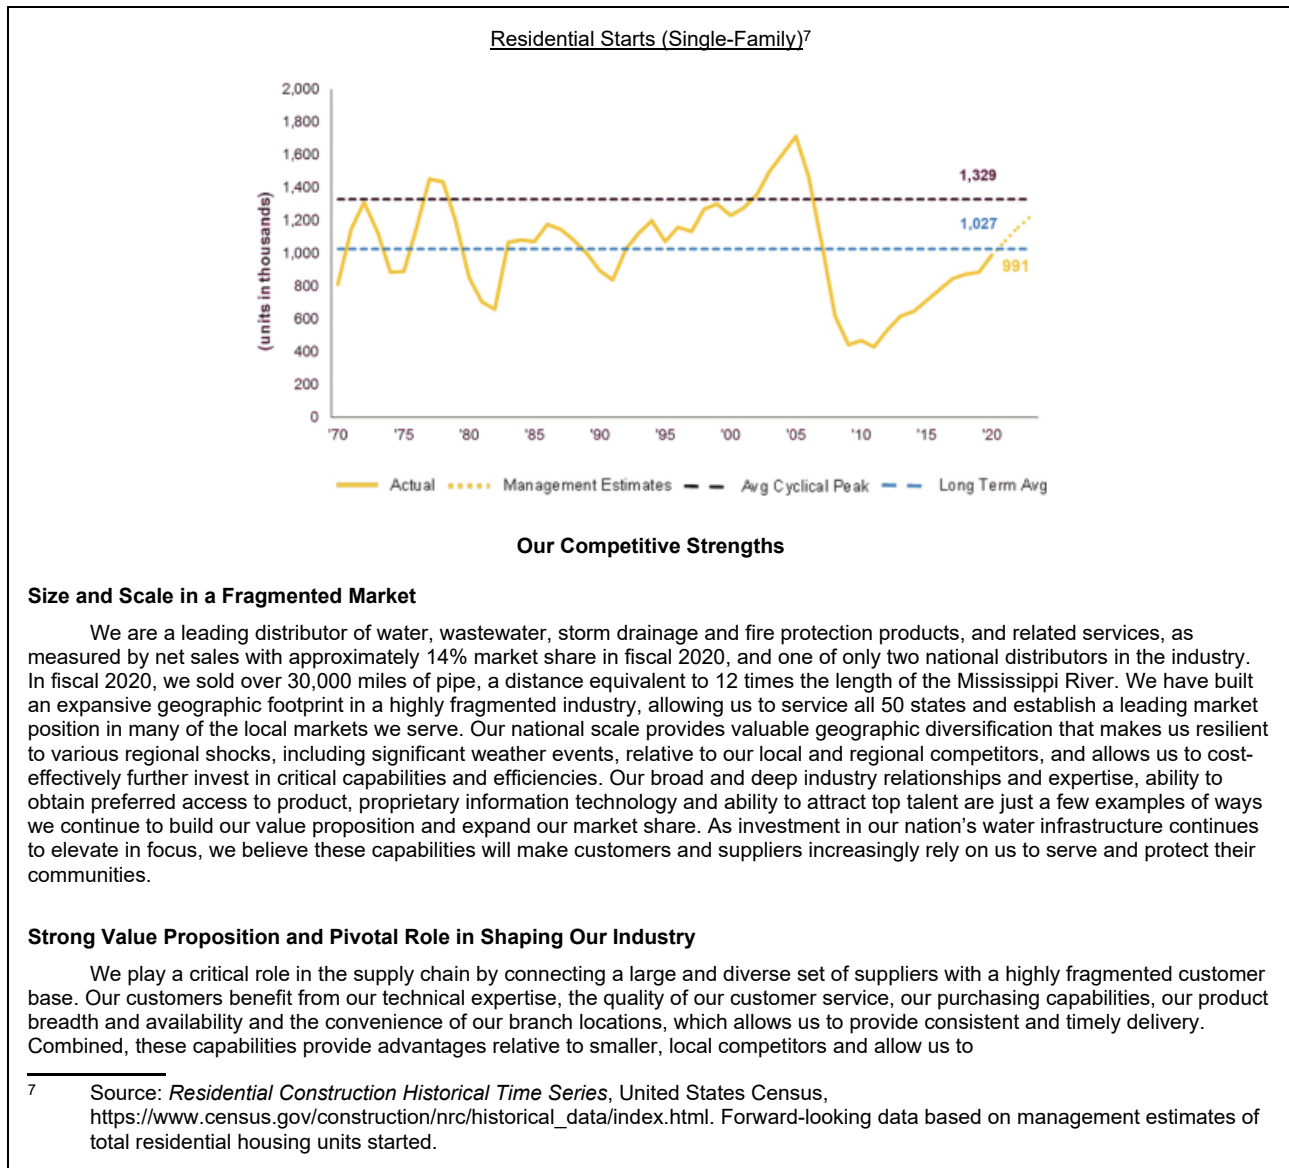 Residential Starts (Single-Family)7
2,000
1,800
1,600
1,400
1,200
1,000
800
600
400
200
0
(units in thousands)
1,329
1,027
991
'70 '75 '80 '85 '90 '95 '00 '05 '10 '15 '20
Actual Management Estimates Avg Cyclical Peak Long Term Avg
Our Competitive Strengths
Size and Scale in a Fragmented Market
We are a leading distributor of water, wastewater, storm drainage and fire protection products, and related services, as
measured by net sales with approximately 14% market share in fiscal 2020, and one of only two national distributors in the industry.
In fiscal 2020, we sold over 30,000 miles of pipe, a distance equivalent to 12 times the length of the Mississippi River. We have built
an expansive geographic footprint in a highly fragmented industry, allowing us to service all 50 states and establish a leading market
position in many of the local markets we serve. Our national scale provides valuable geographic diversification that makes us resilient
to various regional shocks, including significant weather events, relative to our local and regional competitors, and allows us to cost-
effectively further invest in critical capabilities and efficiencies. Our broad and deep industry relationships and expertise, ability to
obtain preferred access to product, proprietary information technology and ability to attract top talent are just a few examples of ways
we continue to build our value proposition and expand our market share. As investment in our nation's water infrastructure continues
to elevate in focus, we believe these capabilities will make customers and suppliers increasingly rely on us to serve and protect their
communities.
Strong Value Proposition and Pivotal Role in Shaping Our Industry
We play a critical role in the supply chain by connecting a large and diverse set of suppliers with a highly fragmented customer
base. Our customers benefit from our technical expertise, the quality of our customer service, our purchasing capabilities, our product
breadth and availability and the convenience of our branch locations, which allows us to provide consistent and timely delivery.
Combined, these capabilities provide advantages relative to smaller, local competitors and allow us to
7 Source: Residential Construction Historical Time Series, United States Census,
https://www.census.gov/construction/nrc/historical_data/index.html. Forward-looking data based on management estimates of
total residential housing units started.